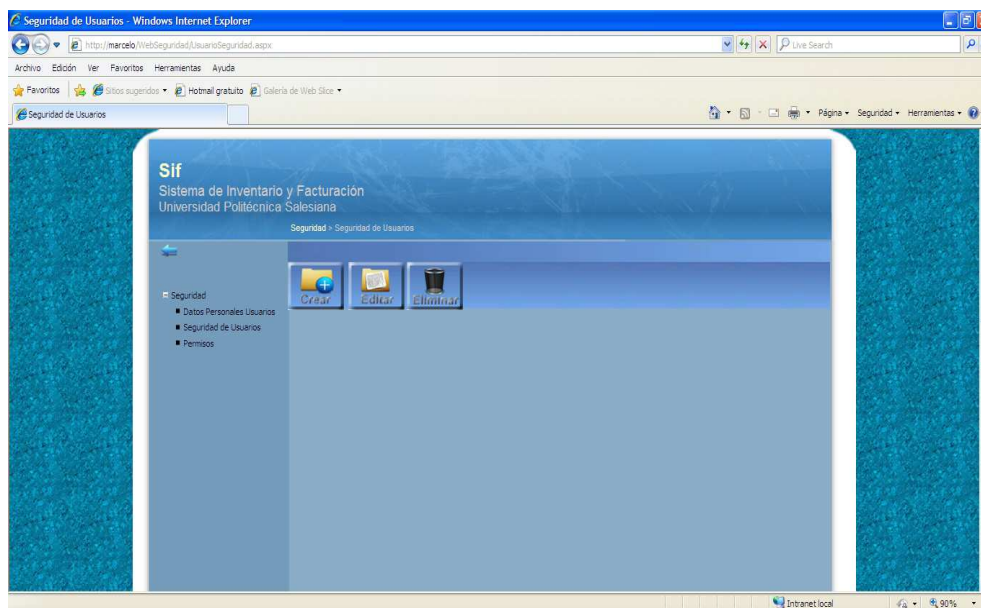 Seguridad de Usuarios - Windows Internet Explorer
http://marcelo/WebSeguridad/UsuarioSeguridad.aspx
Live Search
Archivo Edición Ver Favoritos Herramientas Ayuda
Favoritos Sitios sugeridos Hotmail gratuito Galería de Web Slice
Seguridad de Usuarios
Página Seguridad Herramientas
Sif
Sistema de Inventario y Facturación
Universidad Politécnica Salesiana
Seguridad > Seguridad de Usuarios
Seguridad
Datos Personales Usuarios
Seguridad de Usuarios
Permisos
Crear Editar Eliminar
Intranet local 90%